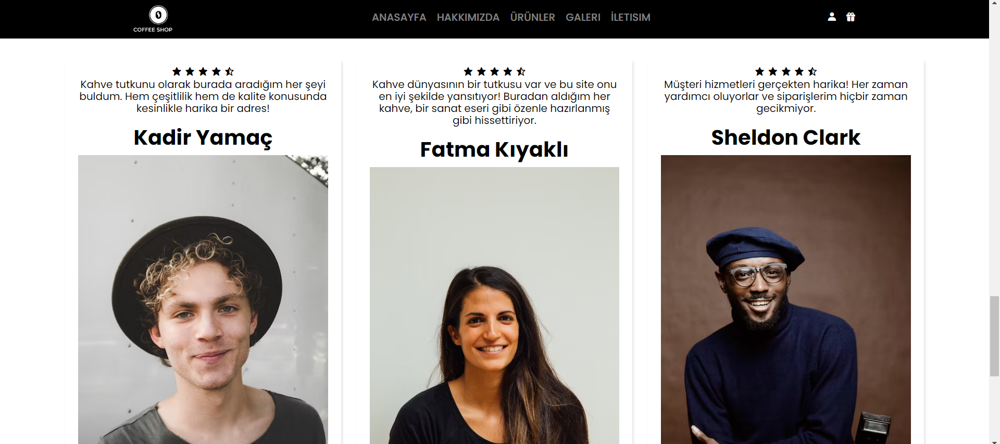 COFFEE SHOP
ANASAYFA HAKKIMIZDA ÜRÜNLER GALERI İLETISIM
Kahve tutkunu olarak burada aradığım her şeyi
buldum. Hem çeşitlilik hem de kalite konusunda
kesinlikle harika bir adres!
Kadir Yamaç
Kahve dünyasının bir tutkusu var ve bu site onu
en iyi şekilde yansıtıyor! Buradan aldığım her
kahve, bir sanat eseri gibi özenle hazırlanmış
gibi hissettiriyor.
Fatma Kıyaklı
Müşteri hizmetleri gerçekten harika! Her zaman
yardımcı oluyorlar ve siparişlerim hiçbir zaman
gecikmiyor.
Sheldon Clark